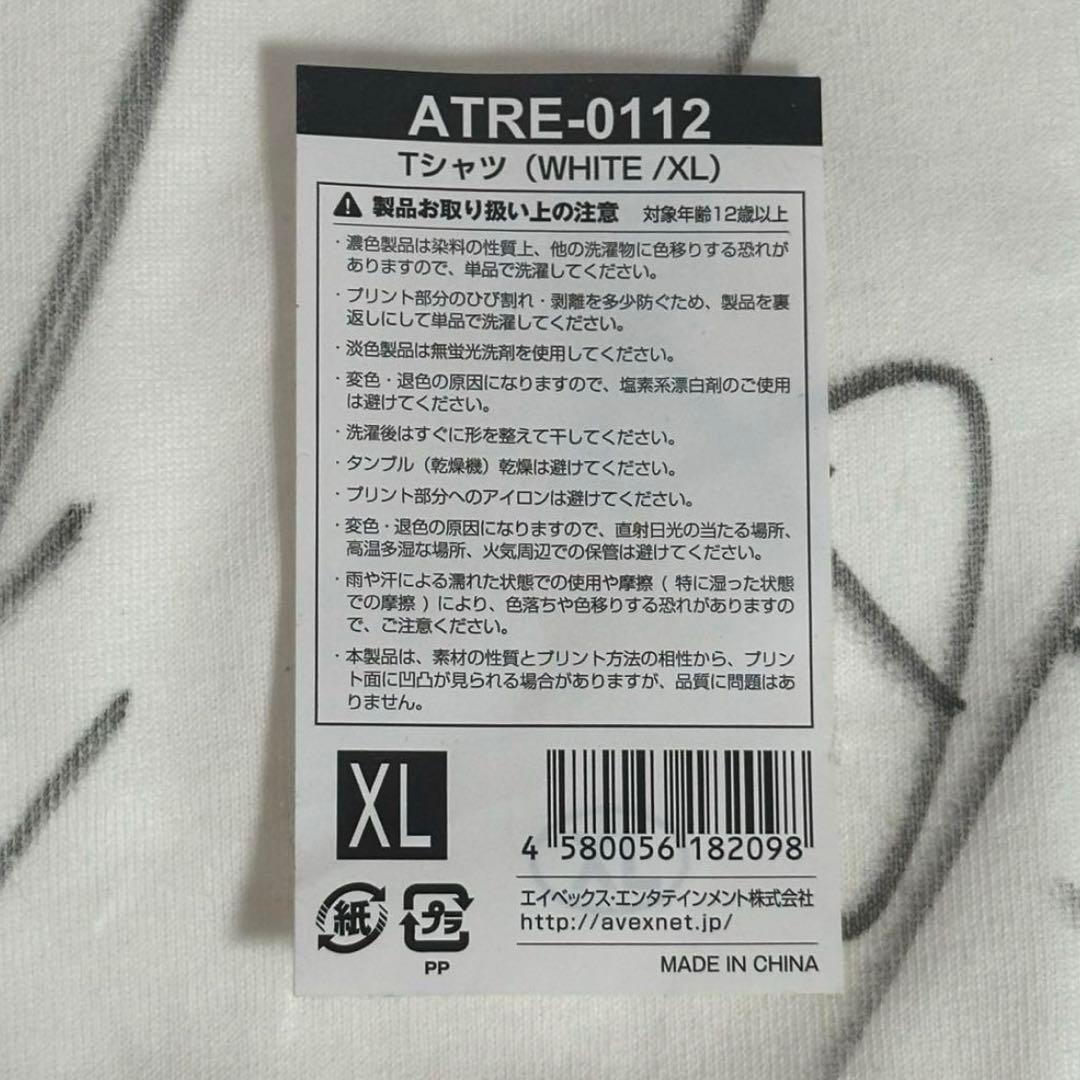 ATRE-0112
Tシャツ（WHITE /XL）
製品お取り扱い上の注意 対象年齢12歳以上
・濃色製品は染料の性質上、他の洗濯物に色移りする恐れが
ありますので、単品で洗濯してください。
・プリント部分のひび割れ・剥離を多少防ぐため、製品を裏
返しにして単品で洗濯してください。
・淡色製品は無蛍光洗剤を使用してください。
・変色・退色の原因になりますので、塩素系漂白剤のご使用
は避けてください。
・洗濯後はすぐに形を整えて干してください。
・タンブル（乾燥機）乾燥は避けてください。
・プリント部分へのアイロンは避けてください。
・変色・退色の原因になりますので、直射日光の当たる場所、
高温多湿な場所、火気周辺での保管は避けてください。
・雨や汗による濡れた状態での使用や摩擦（特に湿った状態
での摩擦）により、色落ちや色移りする恐れがありますの
で、ご注意ください。
・本製品は、素材の性質とプリント方法の相性から、プリン
ト面に凹凸が見られる場合がありますが、品質に問題はあ
りません。
XL
4 580056 182098
エイベックス・エンタテインメント株式会社
http://avexnet.jp/
紙 プラ
PP
MADE IN CHINA